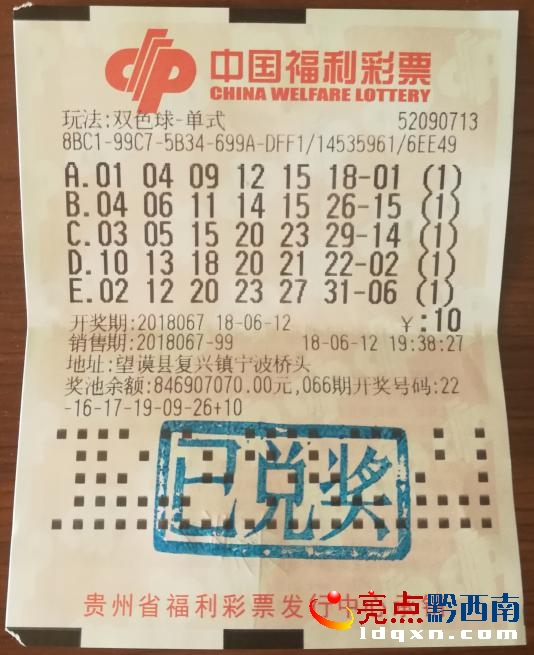 中国福利彩票
CHINA WELFARE LOTTERY
玩法:双色球-单式 52090713
8BC1-99C7-5B34-699A-DFF1/14535961/6EE49
A.01 04 09 12 15 18-01 (1)
B.04 06 11 14 15 26-15 (1)
C.03 05 15 20 23 29-14 (1)
D.10 13 18 20 21 22-02 (1)
E.02 12 20 23 27 31-06 (1)
开奖期:2018067 18-06-12 ¥:10
销售期:2018067-99 18-06-12 19:38:27
地址:望谟县复兴镇宁波桥头
奖池余额:846907070.00元,066期开奖号码:22
-16-17-19-09-26+10
已兑奖
贵州省福利彩票发行中心
亮点黔西南
ldqxn.com